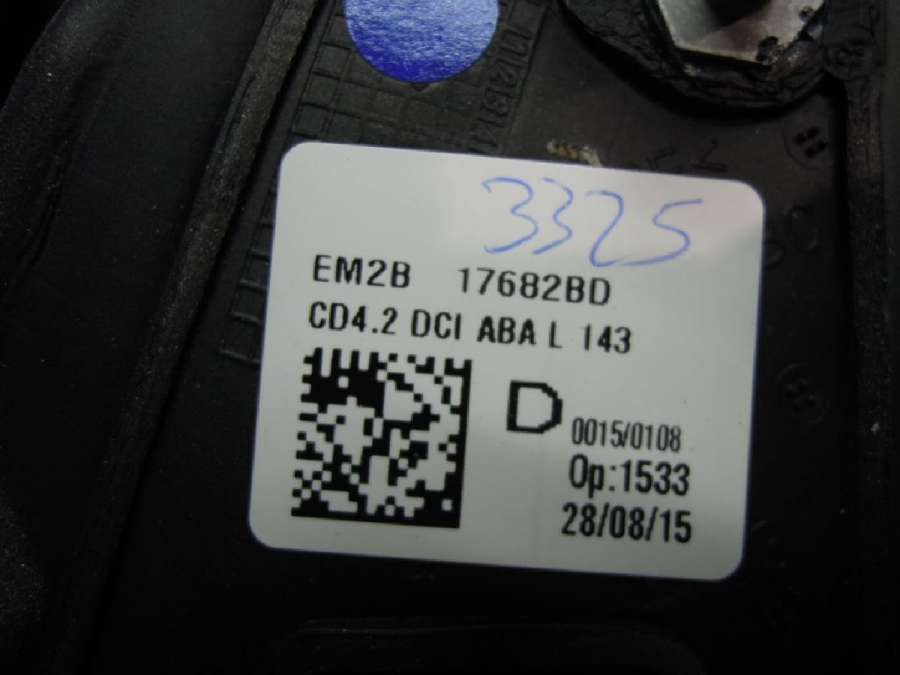 3325
EM2B 17682BD
CD4.2 DCI ABA L 143
D
0015/0108
Op:1533
28/08/15